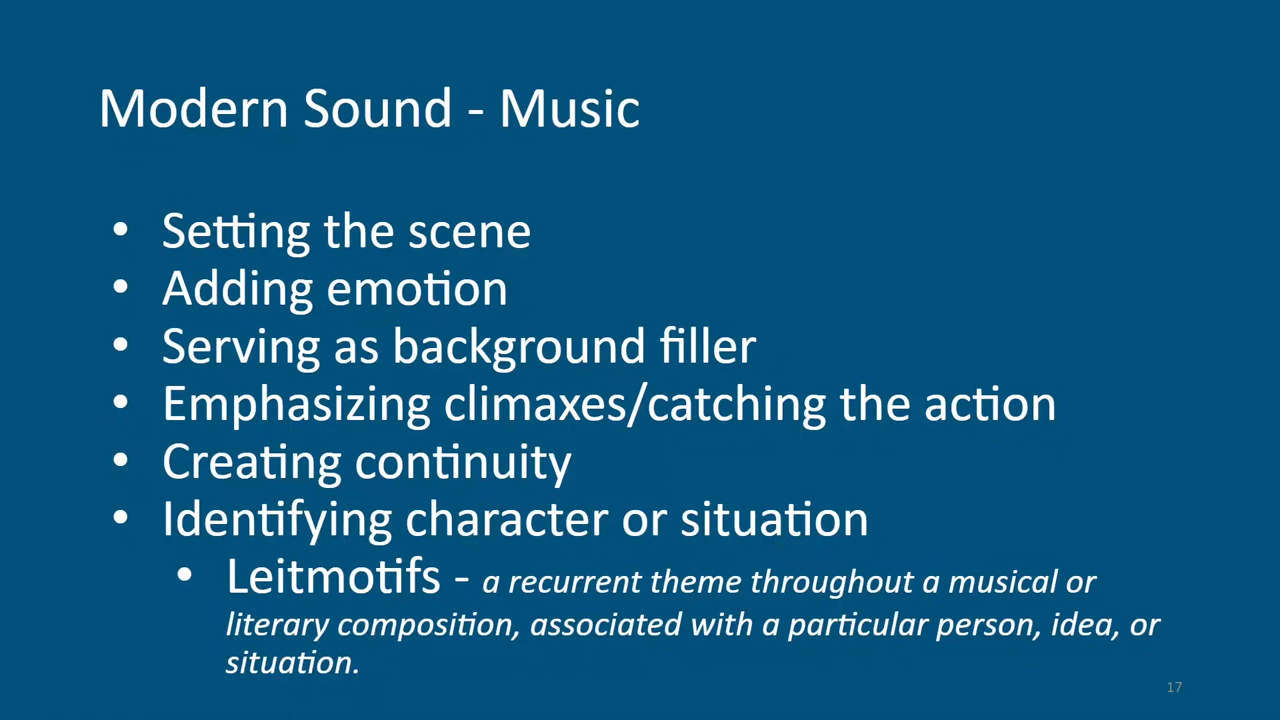 Modern Sound - Music
• Setting the scene
• Adding emotion
• Serving as background filler
• Emphasizing climaxes/catching the action
• Creating continuity
• Identifying character or situation
• Leitmotifs - a recurrent theme throughout a musical or
literary composition, associated with a particular person, idea, or
situation.
17